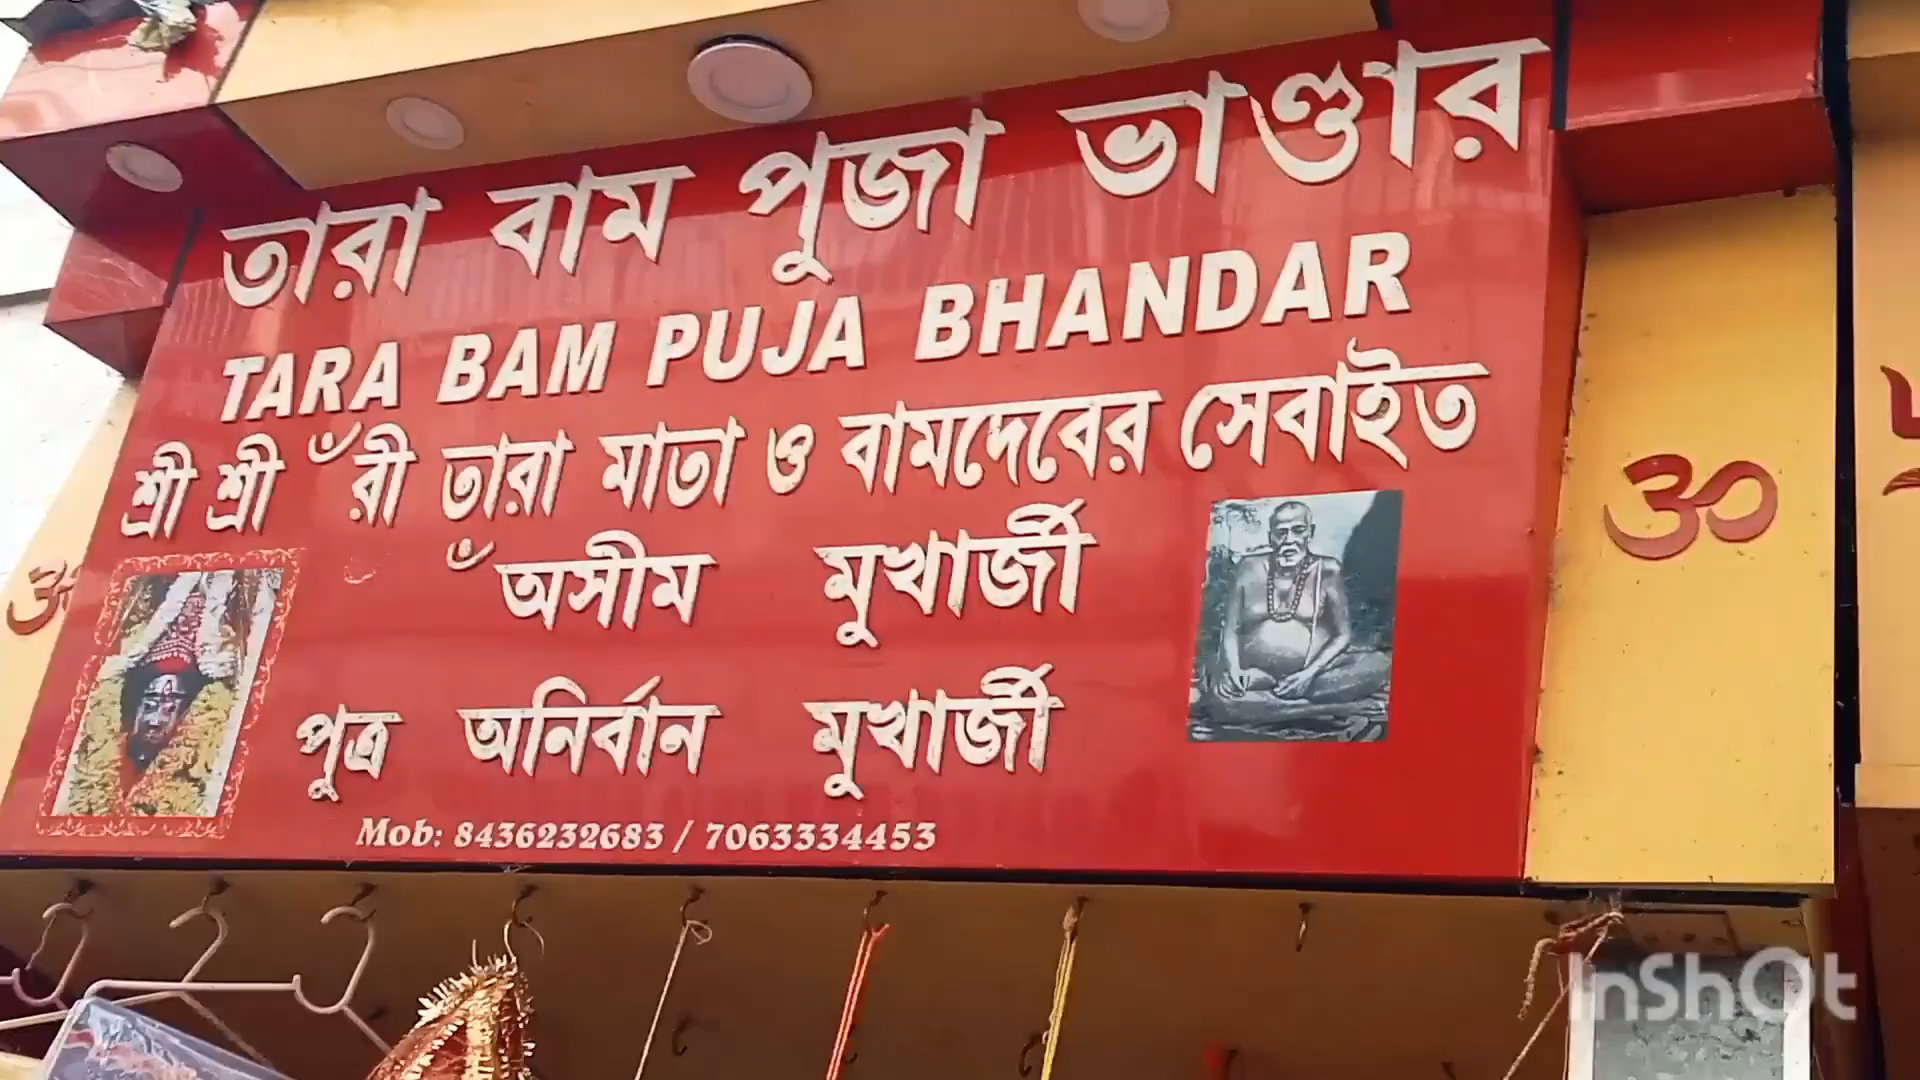 তারা বাম পুজা ভাণ্ডার
TARA BAM PUJA BHANDAR
শ্রী শ্রী ঁরী তাঁরা মাতা ও বামদেবের সেবাইত
ঁঅসীম মুখার্জী
পুত্র অনির্বান মুখার্জী
Mob: 8436232683 / 7063334453
ॐ
ॐ
InShOt